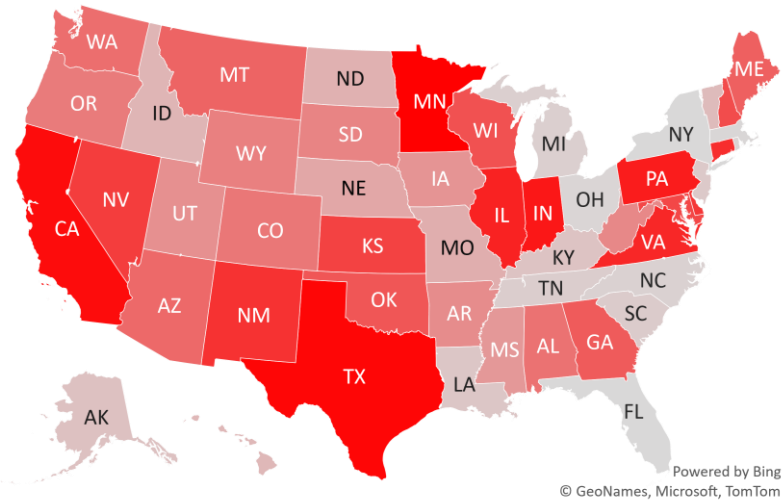 WA
MT
ND
MN
ME
OR
ID
SD
WI
MI
NY
WY
IA
PA
NE
OH
NV
UT
IL
IN
CA
CO
KS
MO
KY
VA
AZ
NM
OK
AR
TN
NC
SC
MS
AL
GA
TX
LA
FL
AK
Powered by Bing
© GeoNames, Microsoft, TomTom